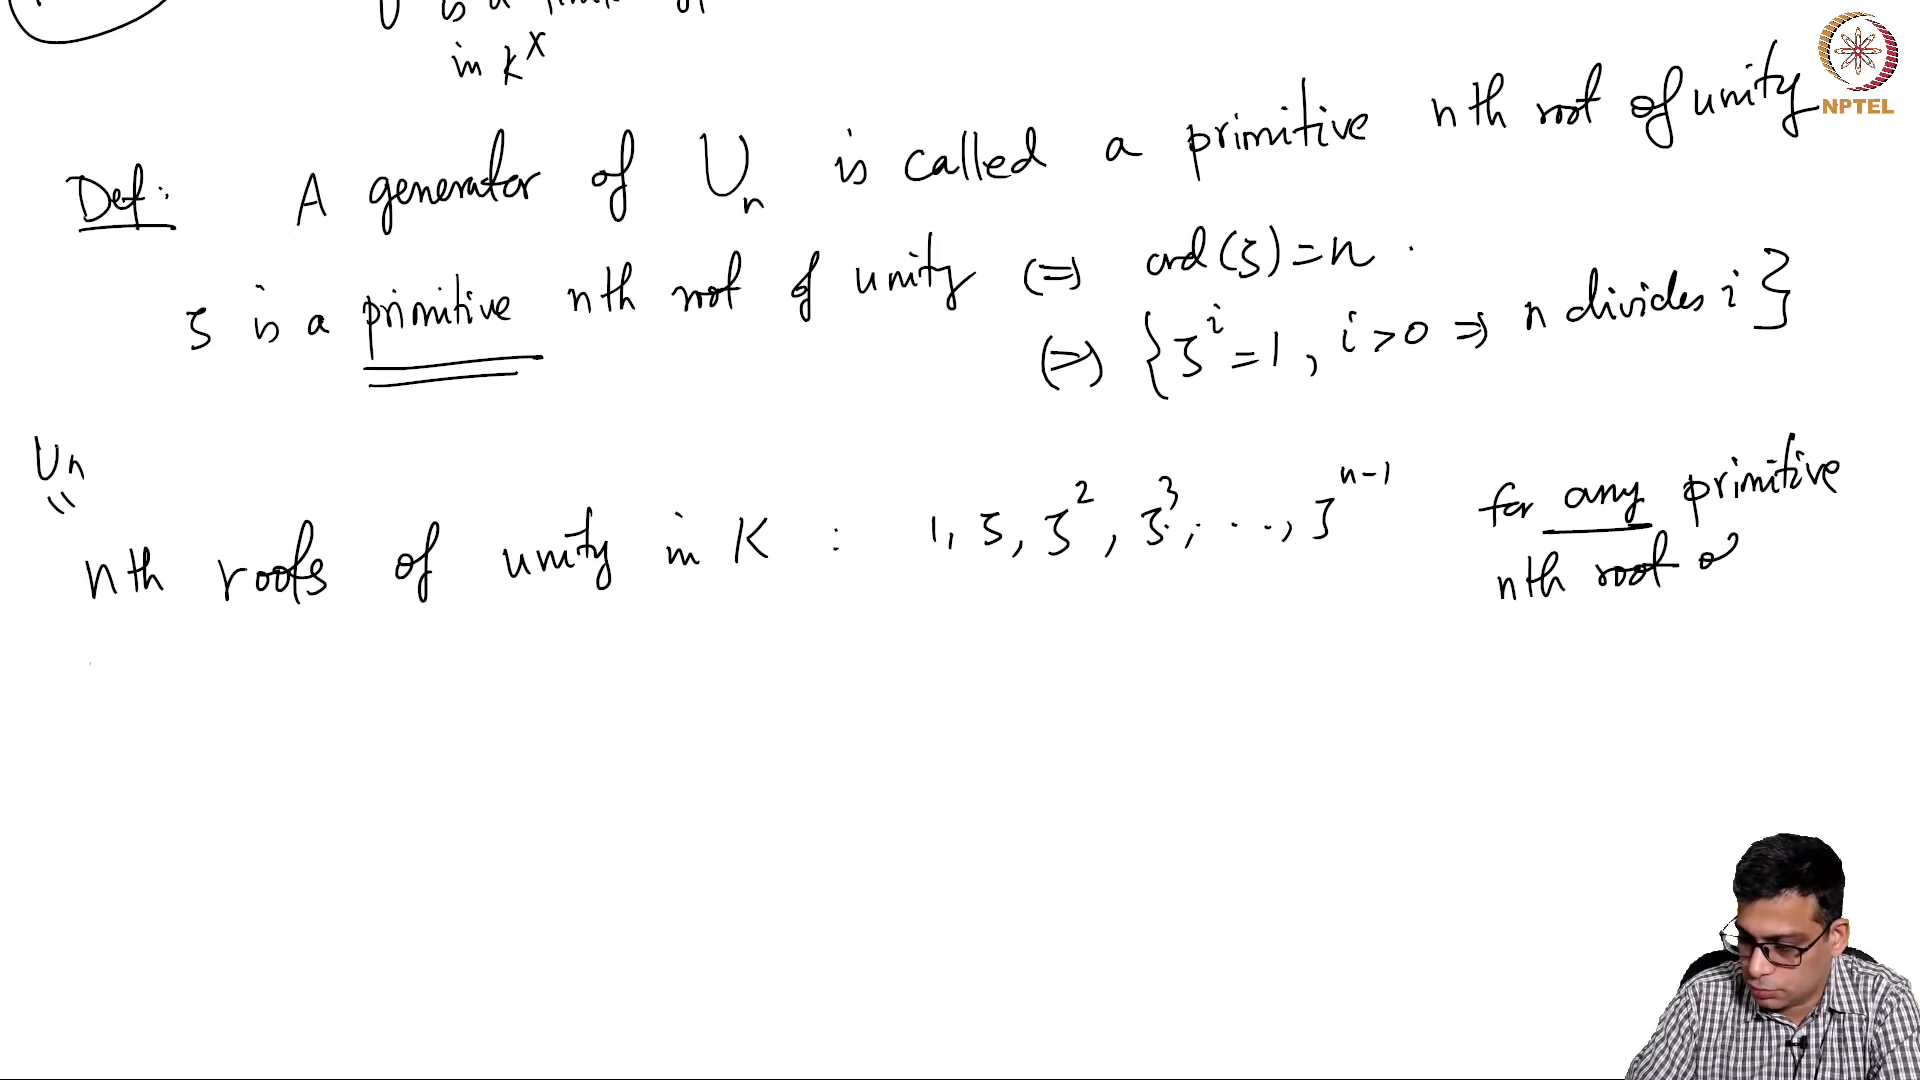 U is a
in K^×
NPTEL
Def: A generator of U_n is called a primitive nth root of unity
ζ is a primitive nth root of unity (=) ord(ζ) = n .
(=) { ζ^i = 1 , i > 0 => n divides i }
U_n
"
nth roots of unity in K : 1, ζ, ζ^2, ζ^3, ..., ζ^{n-1} for any primitive
nth root o